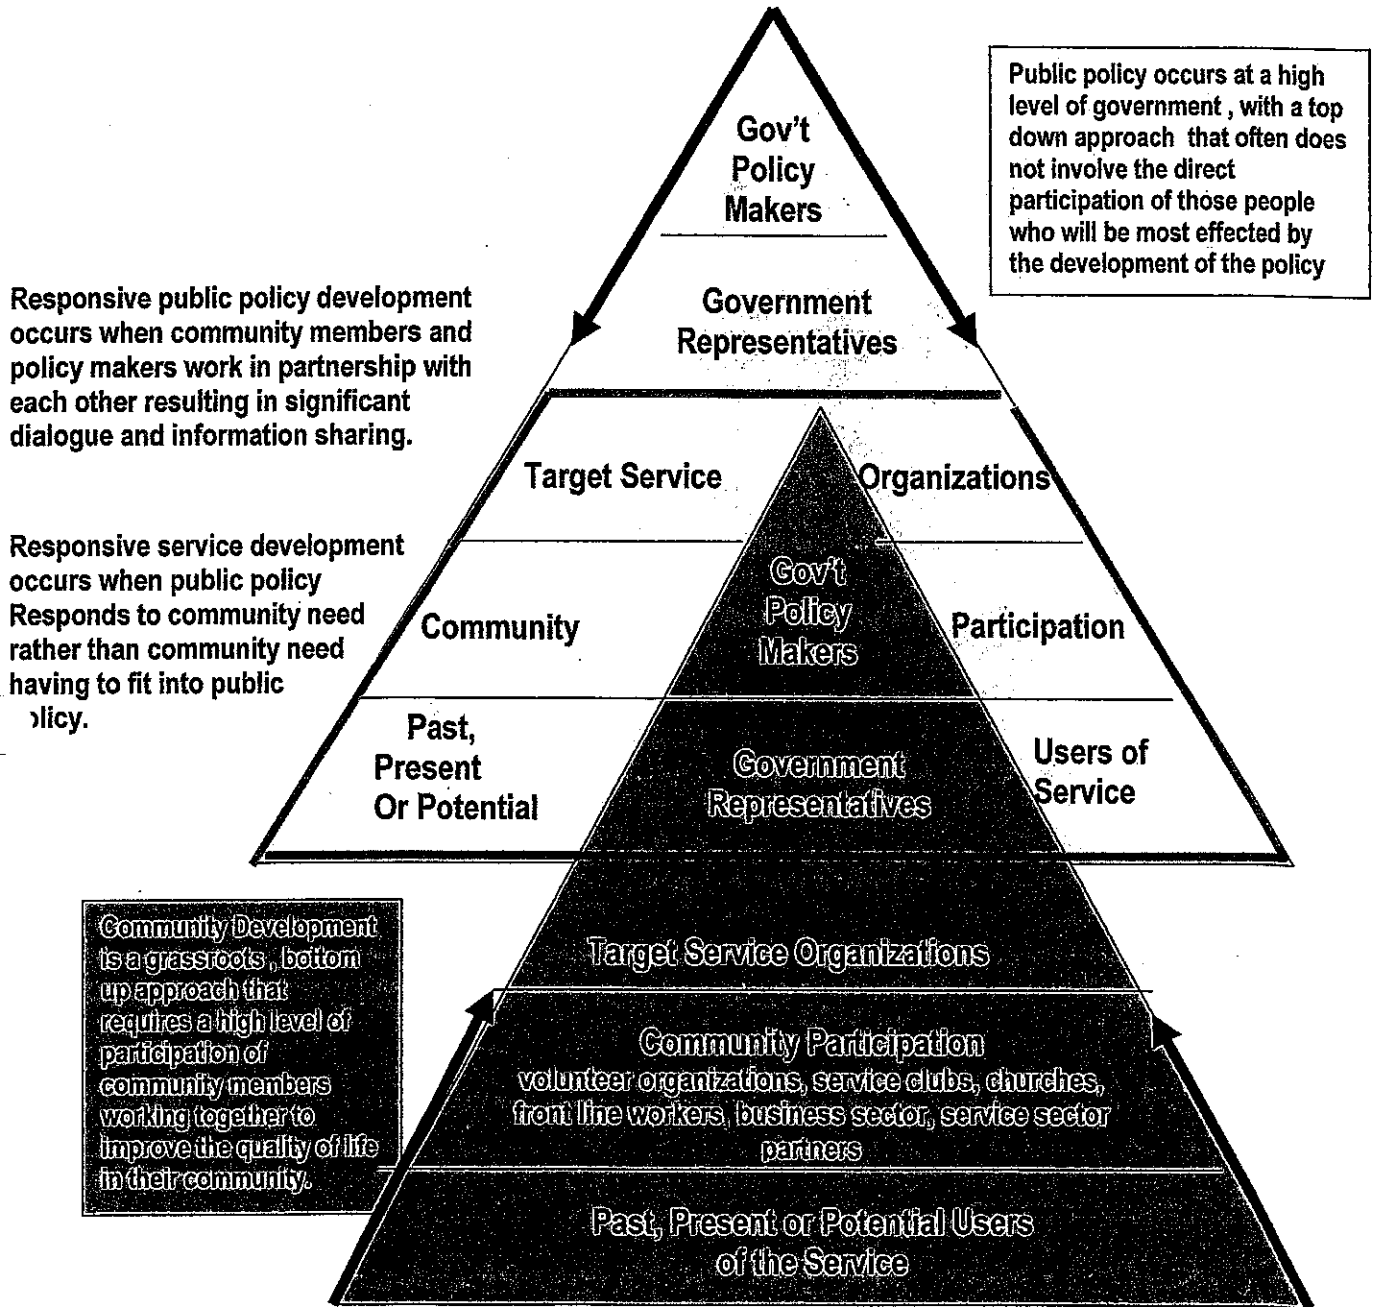 Gov't
Policy
Makers
Public policy occurs at a high
level of government , with a top
down approach that often does
not involve the direct
participation of those people
who will be most effected by
the development of the policy
Government
Representatives
Responsive public policy development
occurs when community members and
policy makers work in partnership with
each other resulting in significant
dialogue and information sharing.
Target Service Organizations
Responsive service development
occurs when public policy
Responds to community need
rather than community need
having to fit into public
olicy.
Gov't
Policy
Makers
Community Participation
Past,
Present
Or Potential
Government
Representatives
Users of
Service
Community Development
is a grassroots , bottom
up approach that
requires a high level of
participation of
community members
working together to
improve the quality of life
in their community.
Target Service Organizations
Community Participation
volunteer organizations, service clubs, churches,
front line workers, business sector, service sector
partners
Past, Present or Potential Users
of the Service